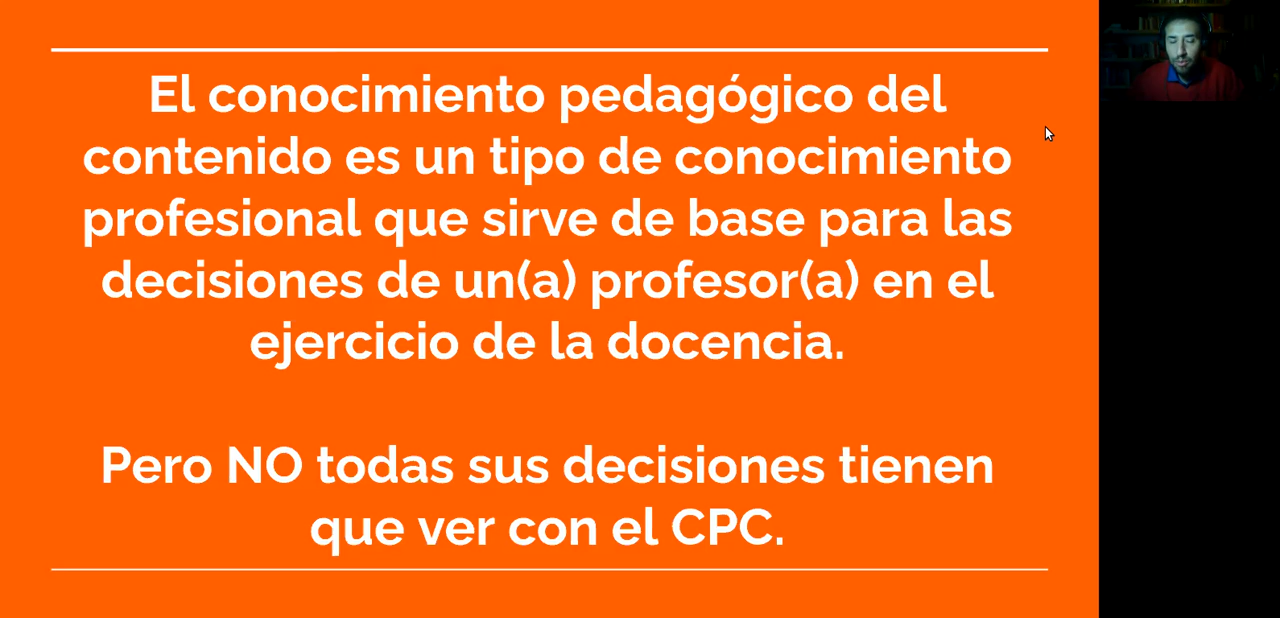 El conocimiento pedagógico del
contenido es un tipo de conocimiento
profesional que sirve de base para las
decisiones de un(a) profesor(a) en el
ejercicio de la docencia.
Pero NO todas sus decisiones tienen
que ver con el CPC.